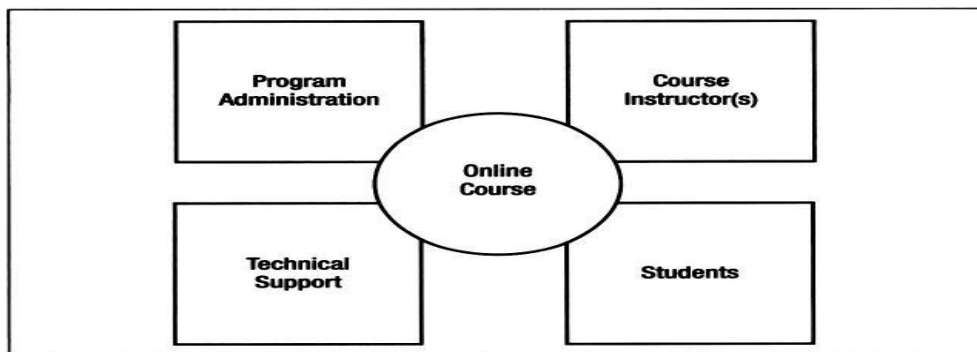 Program
Administration
Course
Instructor(s)
Online
Course
Technical
Support
Students